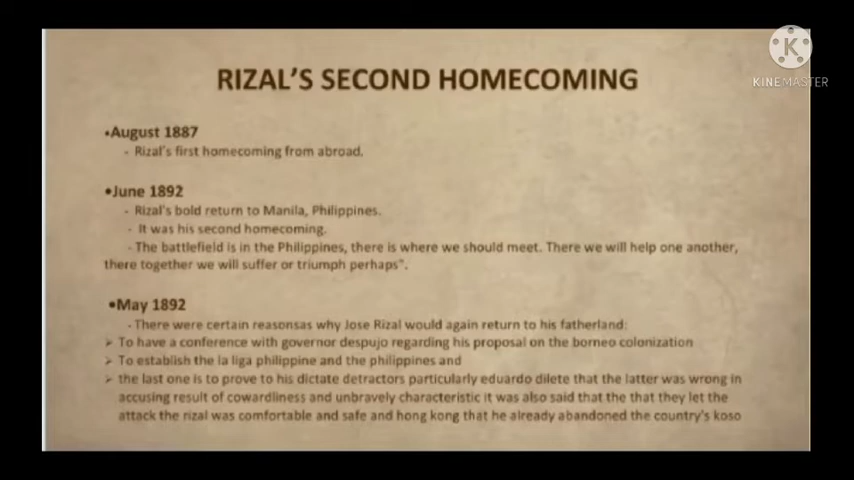 K
KINEMASTER
RIZAL'S SECOND HOMECOMING
•August 1887
- Rizal's first homecoming from abroad.
•June 1892
- Rizal's bold return to Manila, Philippines.
- It was his second homecoming.
- The battlefield is in the Philippines, there is where we should meet. There we will help one another,
there together we will suffer or triumph perhaps".
•May 1892
- There were certain reasonsas why Jose Rizal would again return to his fatherland:
➢ To have a conference with governor despujo regarding his proposal on the borneo colonization
➢ To establish the la liga philippine and the philippines and
➢ the last one is to prove to his dictate detractors particularly eduardo dilete that the latter was wrong in
accusing result of cowardliness and unbravely characteristic it was also said that the that they let the
attack the rizal was comfortable and safe and hong kong that he already abandoned the country's koso